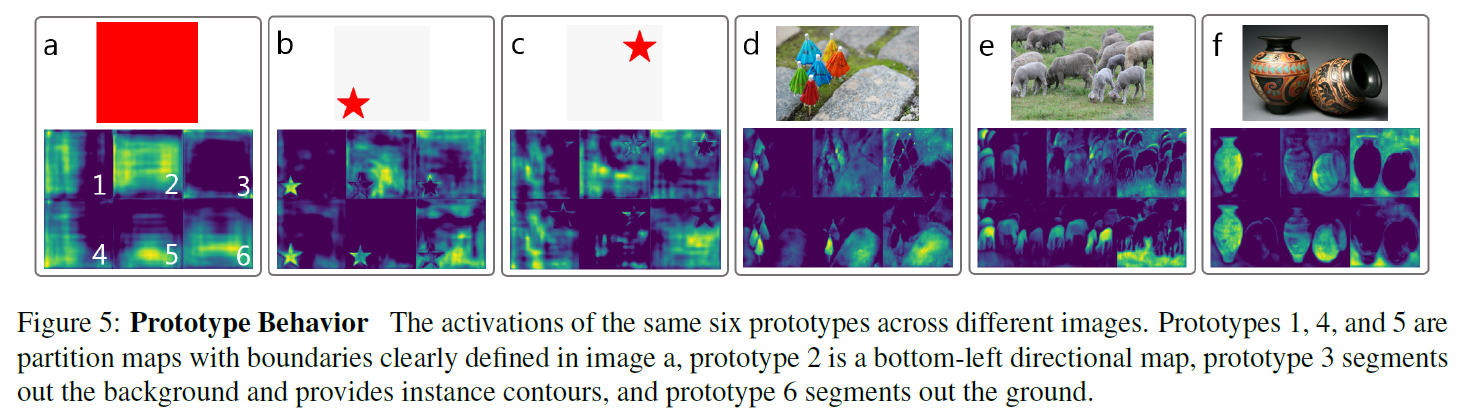 a b c d e f
1 2 3
4 5 6
Figure 5: Prototype Behavior The activations of the same six prototypes across different images. Prototypes 1, 4, and 5 are
partition maps with boundaries clearly defined in image a, prototype 2 is a bottom-left directional map, prototype 3 segments
out the background and provides instance contours, and prototype 6 segments out the ground.